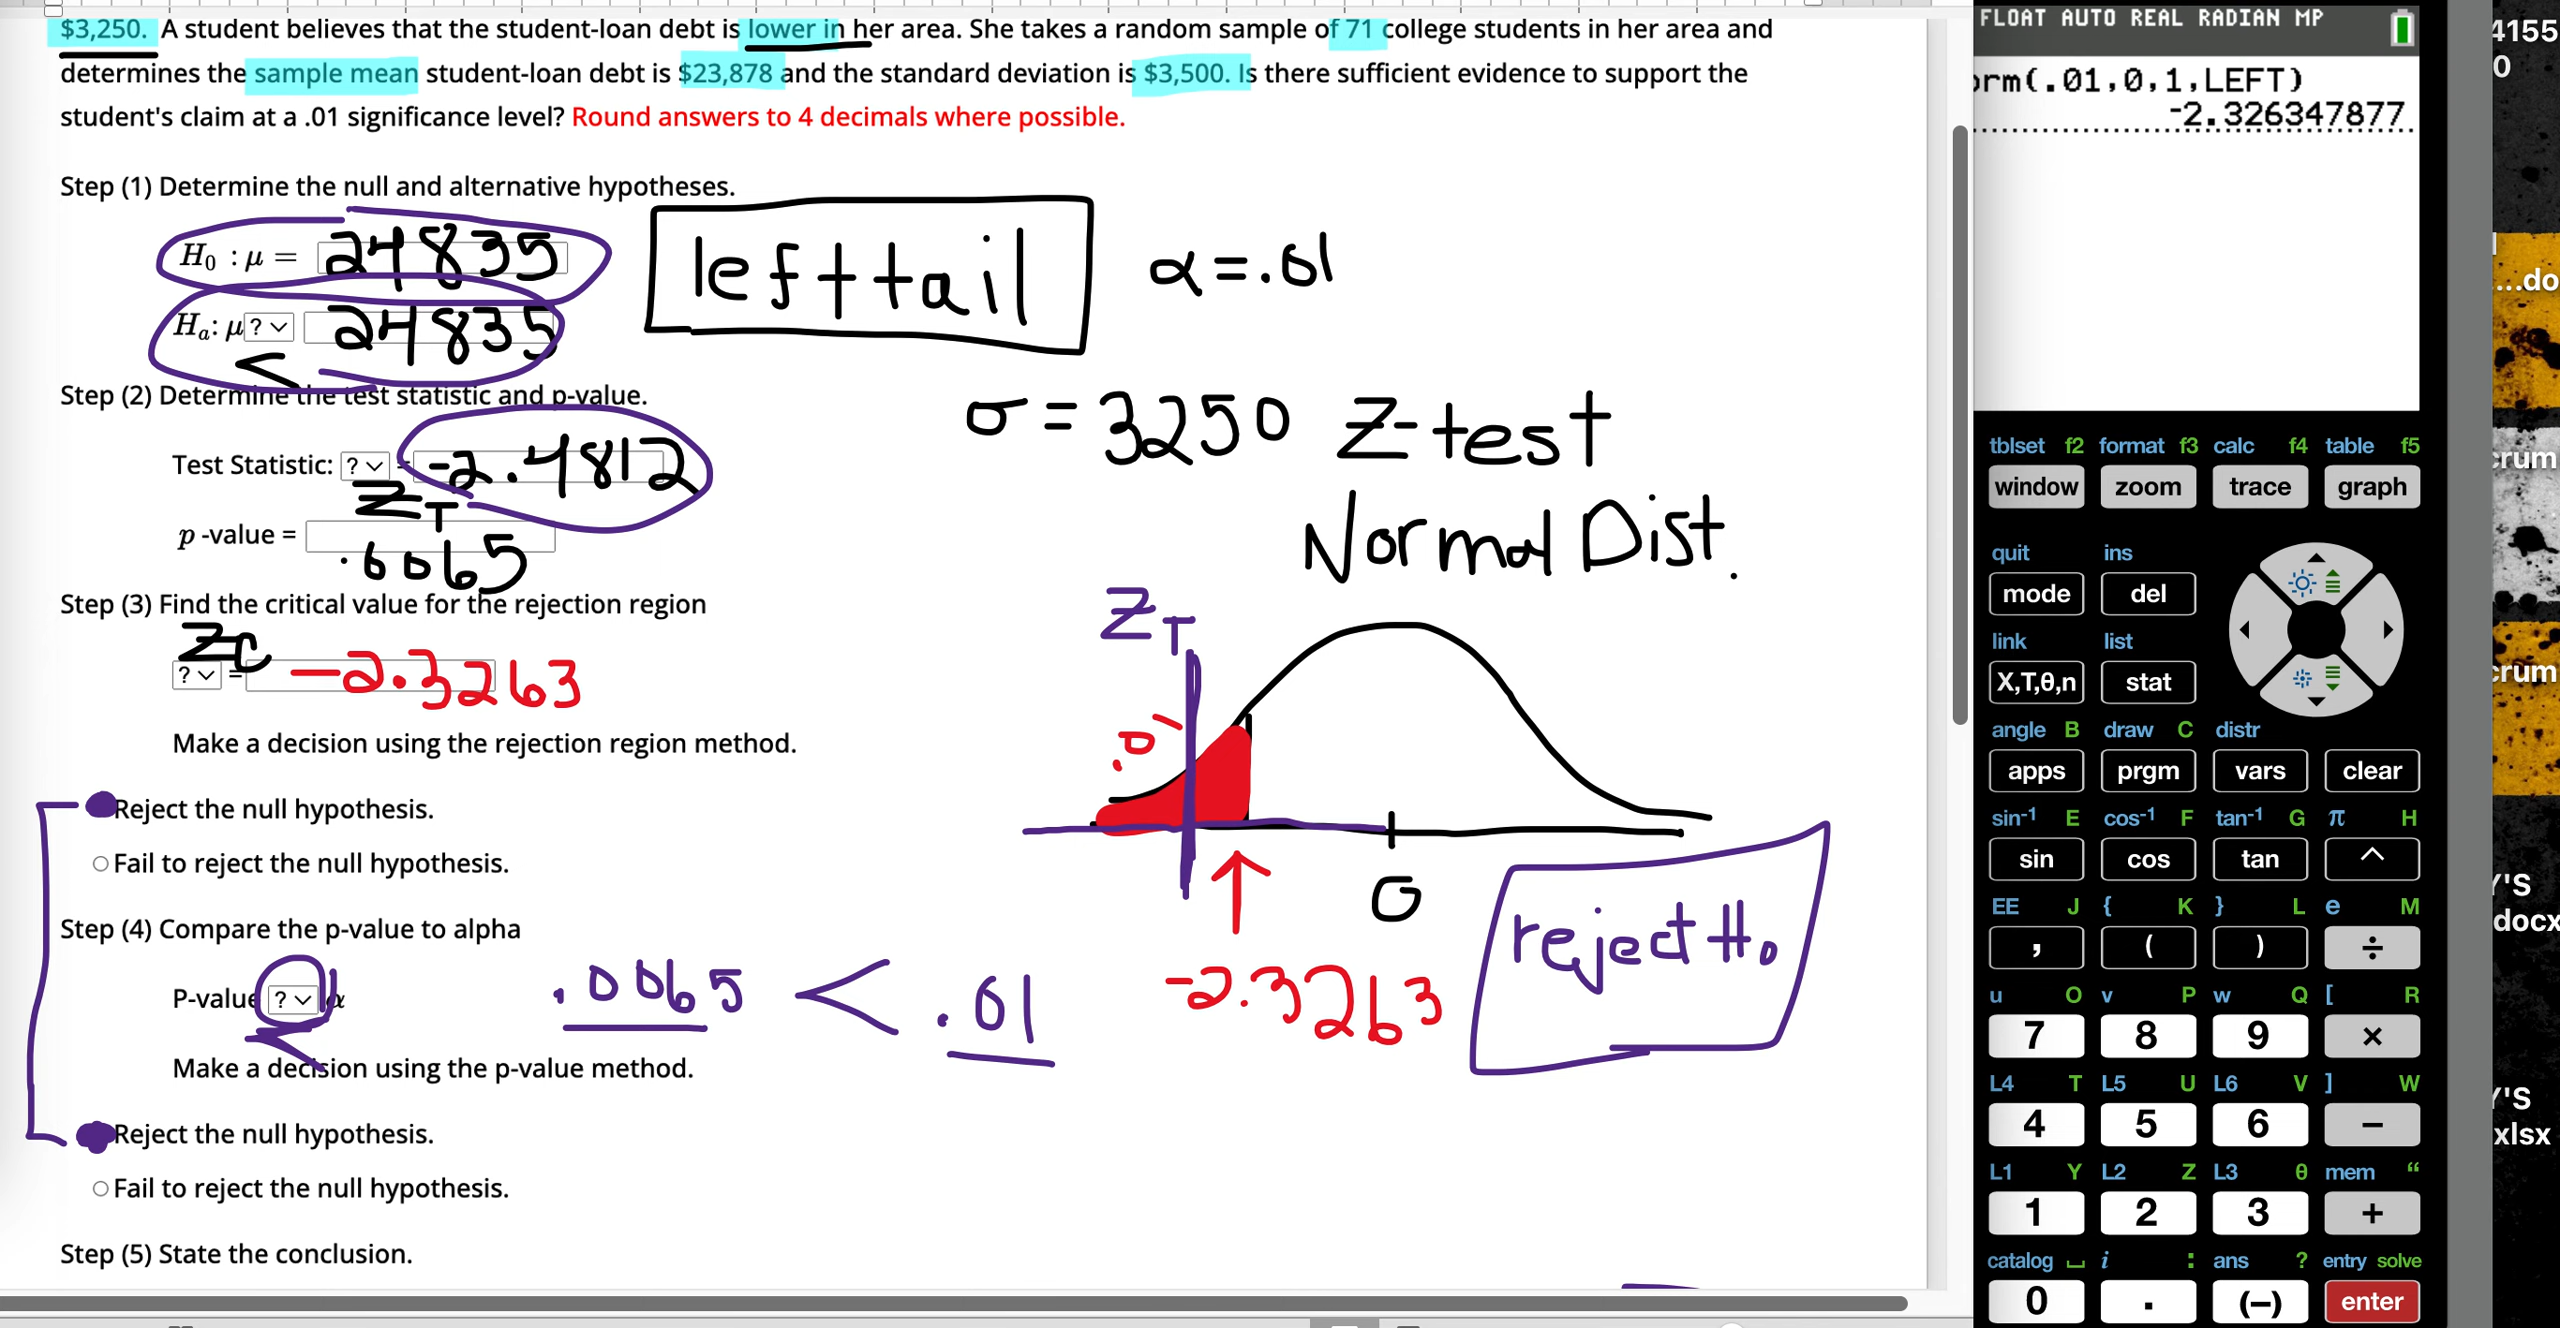 $3,250. A student believes that the student-loan debt is lower in her area. She takes a random sample of 71 college students in her area and
determines the sample mean student-loan debt is $23,878 and the standard deviation is $3,500. Is there sufficient evidence to support the
student's claim at a .01 significance level? Round answers to 4 decimals where possible.
Step (1) Determine the null and alternative hypotheses.
H₀ : μ = 24835
Hₐ: μ ? 24835
<
left tail
α = .01
Step (2) Determine the test statistic and p-value.
σ = 3250 Z-test
Normal Dist.
Test Statistic: ? = -2.4812
Z_T
p -value =
.0065
Step (3) Find the critical value for the rejection region
Zc
? = -2.3263
Make a decision using the rejection region method.
Reject the null hypothesis.
Fail to reject the null hypothesis.
Z_T
.01
0
-2.3263
reject H₀
Step (4) Compare the p-value to alpha
P-value ? α
<
.0065 < .01
Make a decision using the p-value method.
Reject the null hypothesis.
Fail to reject the null hypothesis.
Step (5) State the conclusion.
FLOAT AUTO REAL RADIAN MP
orm(.01,0,1,LEFT)
-2.326347877
tblset f2 format f3 calc f4 table f5
window zoom trace graph
quit ins
mode del
link list
X,T,θ,n stat
angle B draw C distr
apps prgm vars clear
sin⁻¹ E cos⁻¹ F tan⁻¹ G π H
sin cos tan ^
EE J { K } L e M
, ( ) ÷
u O v P w Q [ R
7 8 9 ×
L4 T L5 U L6 V ] W
4 5 6 −
L1 Y L2 Z L3 θ mem “
1 2 3 +
catalog ⎵ i : ans ? entry solve
0 . (−) enter
4155
0
...do
crum
crum
Y'S
docx
Y'S
xlsx